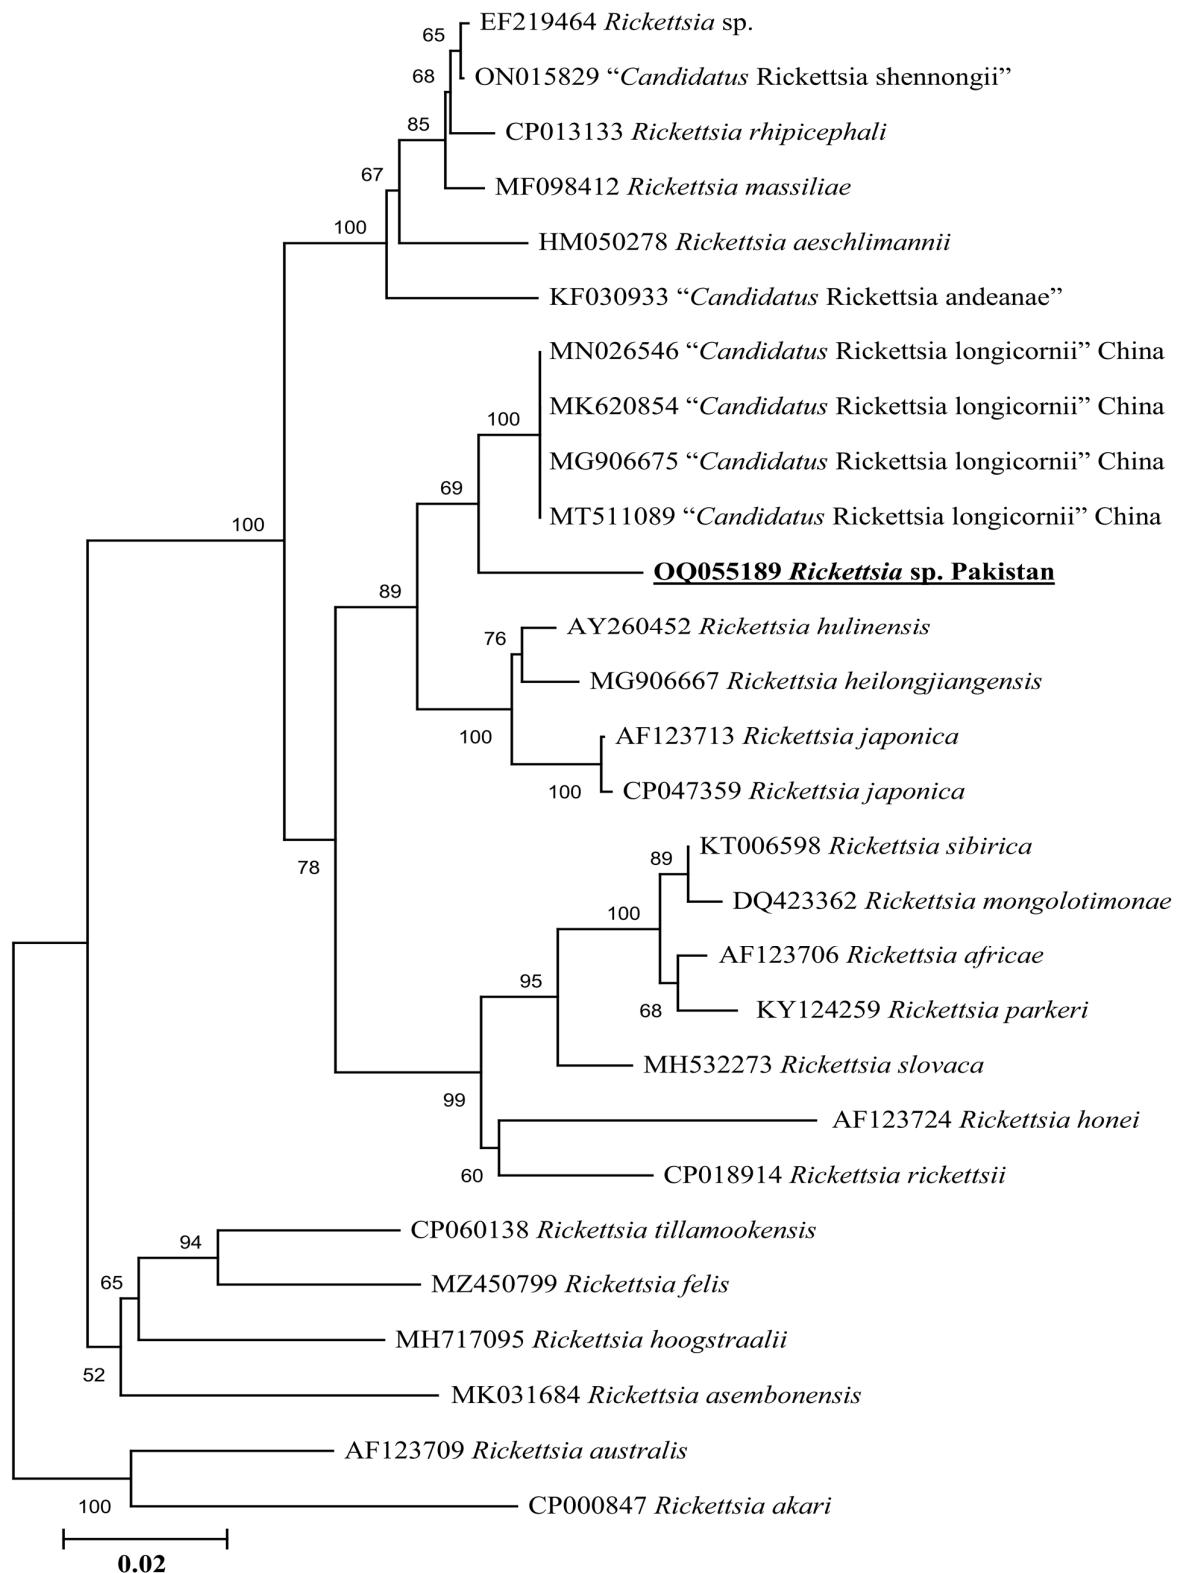 65
EF219464 Rickettsia sp.
68
ON015829 “Candidatus Rickettsia shennongii”
85
CP013133 Rickettsia rhipicephali
67
MF098412 Rickettsia massiliae
100
HM050278 Rickettsia aeschlimannii
KF030933 “Candidatus Rickettsia andeanae”
MN026546 “Candidatus Rickettsia longicornii” China
MK620854 “Candidatus Rickettsia longicornii” China
100
MG906675 “Candidatus Rickettsia longicornii” China
69
MT511089 “Candidatus Rickettsia longicornii” China
100
OQ055189 Rickettsia sp. Pakistan
89
AY260452 Rickettsia hulinensis
76
MG906667 Rickettsia heilongjiangensis
100
AF123713 Rickettsia japonica
100
CP047359 Rickettsia japonica
78
KT006598 Rickettsia sibirica
89
DQ423362 Rickettsia mongolotimonae
100
AF123706 Rickettsia africae
95
68
KY124259 Rickettsia parkeri
MH532273 Rickettsia slovaca
99
AF123724 Rickettsia honei
60
CP018914 Rickettsia rickettsii
CP060138 Rickettsia tillamookensis
94
MZ450799 Rickettsia felis
65
MH717095 Rickettsia hoogstraalii
52
MK031684 Rickettsia asembonensis
AF123709 Rickettsia australis
100
CP000847 Rickettsia akari
0.02